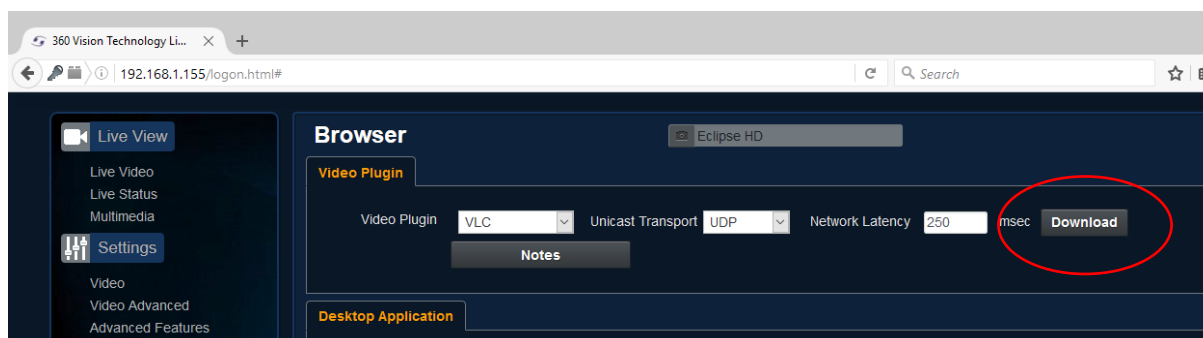 360 Vision Technology Li...
192.168.1.155/logon.html#
Search
Live View
Live Video
Live Status
Multimedia
Settings
Video
Video Advanced
Advanced Features
Browser
Eclipse HD
Video Plugin
Video Plugin VLC Unicast Transport UDP Network Latency 250 msec Download
Notes
Desktop Application